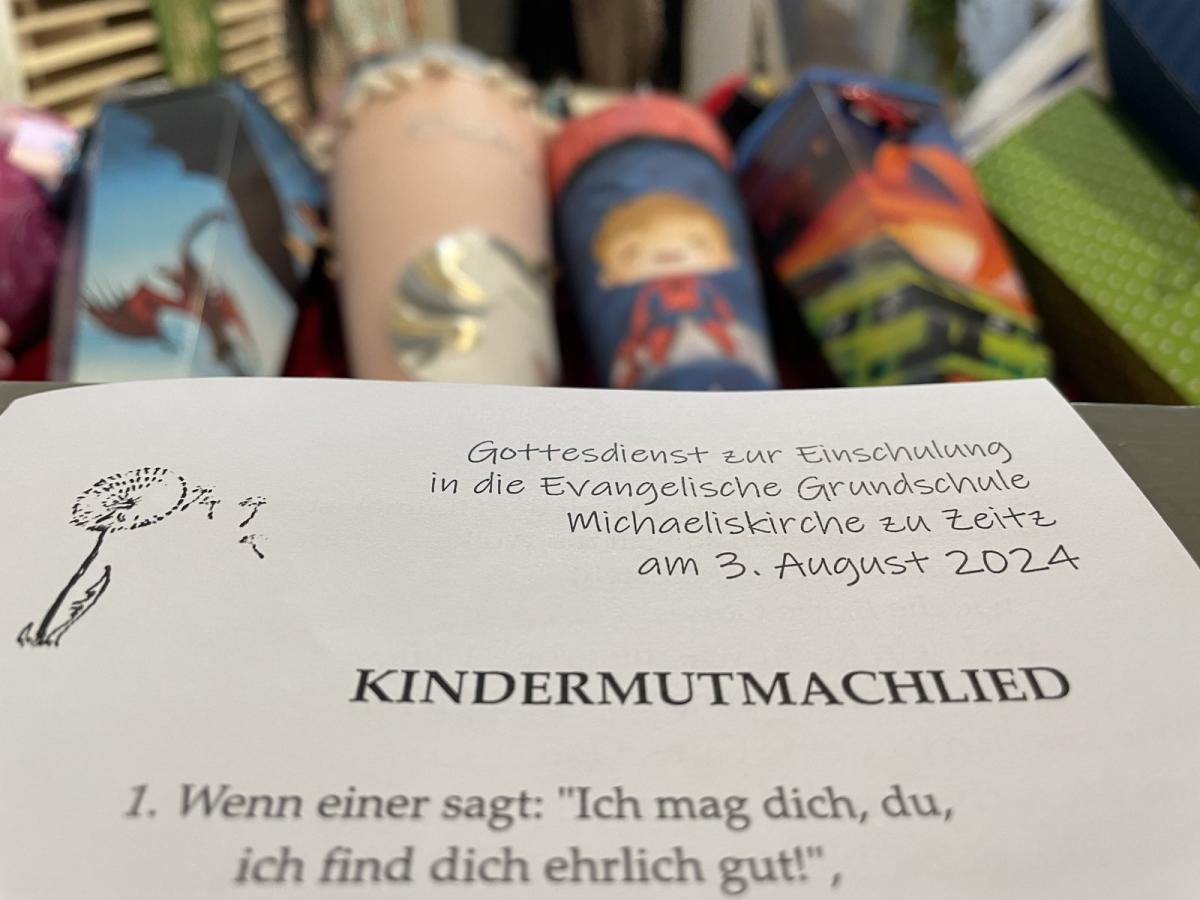 Gottesdienst zur Einschulung
in die Evangelische Grundschule
Michaeliskirche zu Zeitz
am 3. August 2024
KINDERMUTMACHLIED
1. Wenn einer sagt: "Ich mag dich, du,
ich find dich ehrlich gut!",